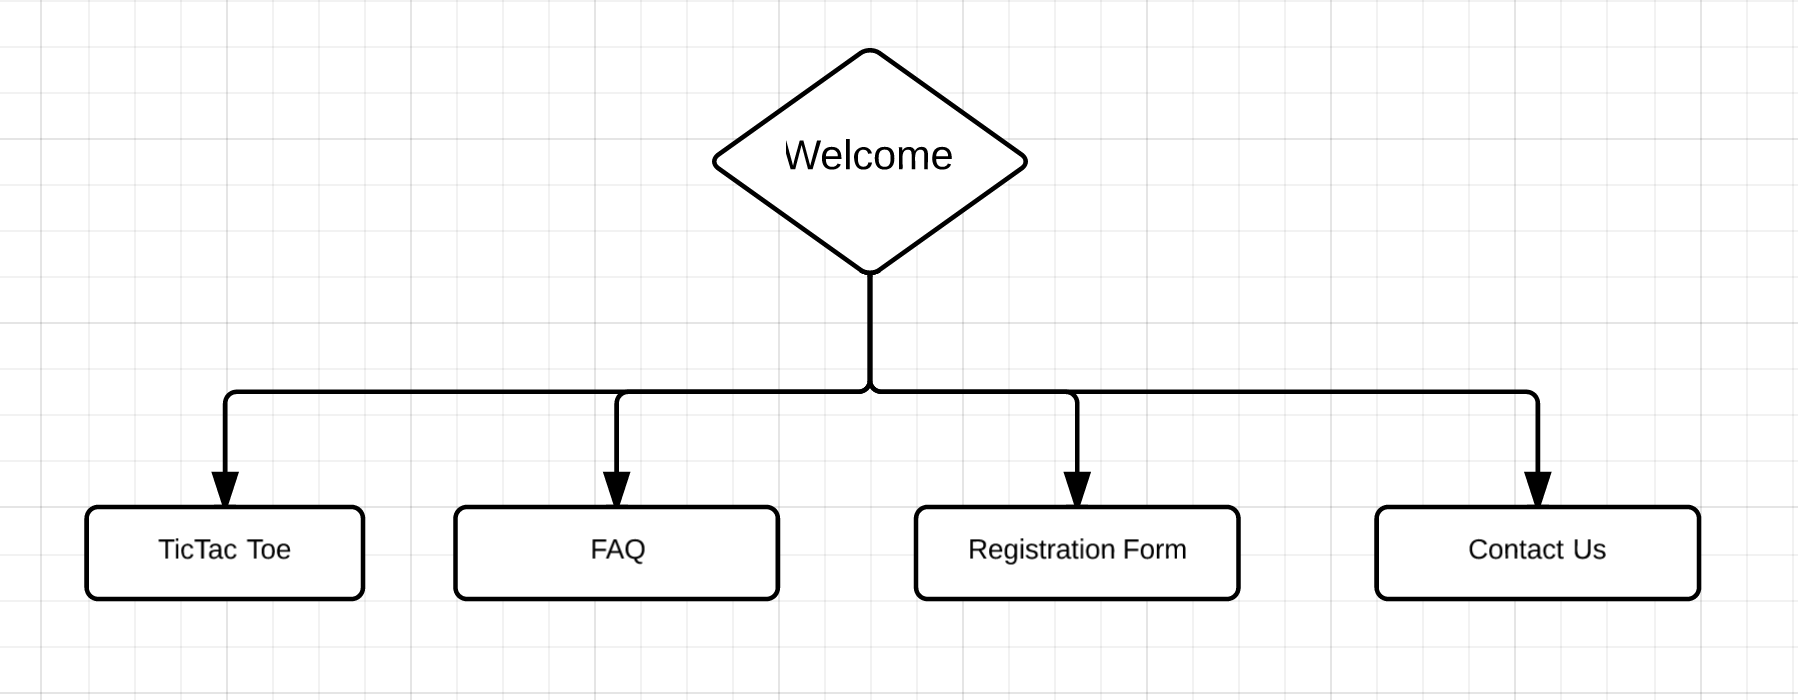 Welcome
TicTac Toe
FAQ
Registration Form
Contact Us